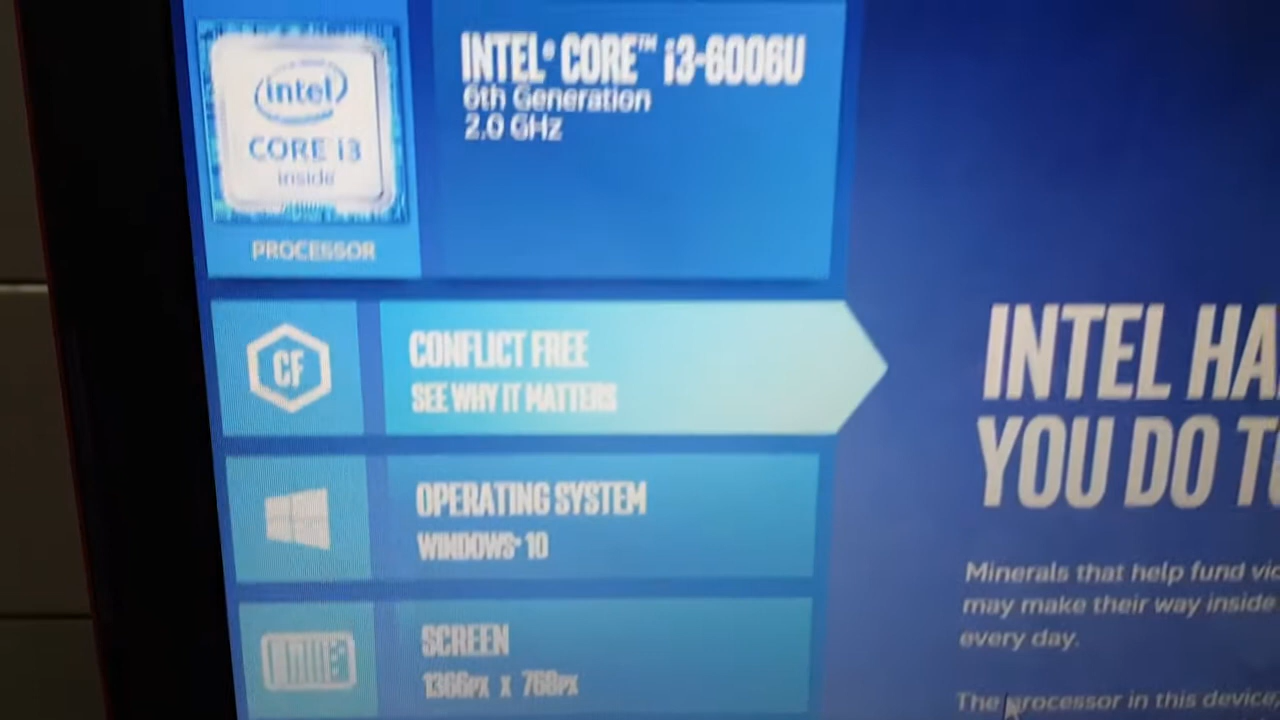 intel
CORE i3
inside
PROCESSOR
INTEL® CORE™ i3-6006U
6th Generation
2.0 GHz
CF
CONFLICT FREE
SEE WHY IT MATTERS
OPERATING SYSTEM
WINDOWS® 10
SCREEN
1366PX X 768PX
INTEL HA
YOU DO T
Minerals that help fund
may make their way inside
every day.
The processor in this device